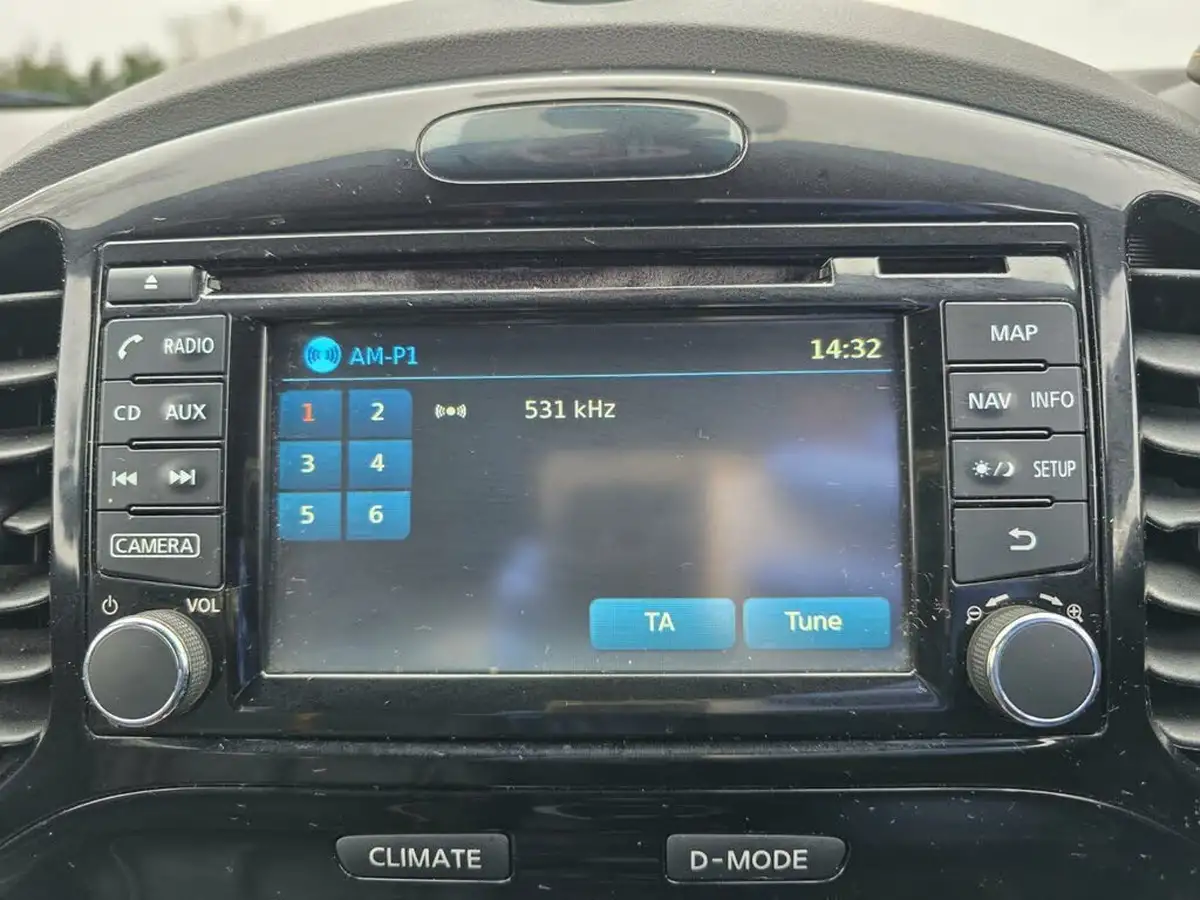 AM-P1 14:32
RADIO
MAP
1 2 531 kHz
CD AUX
NAV INFO
3 4
SETUP
5 6
CAMERA
VOL
TA Tune
CLIMATE D-MODE